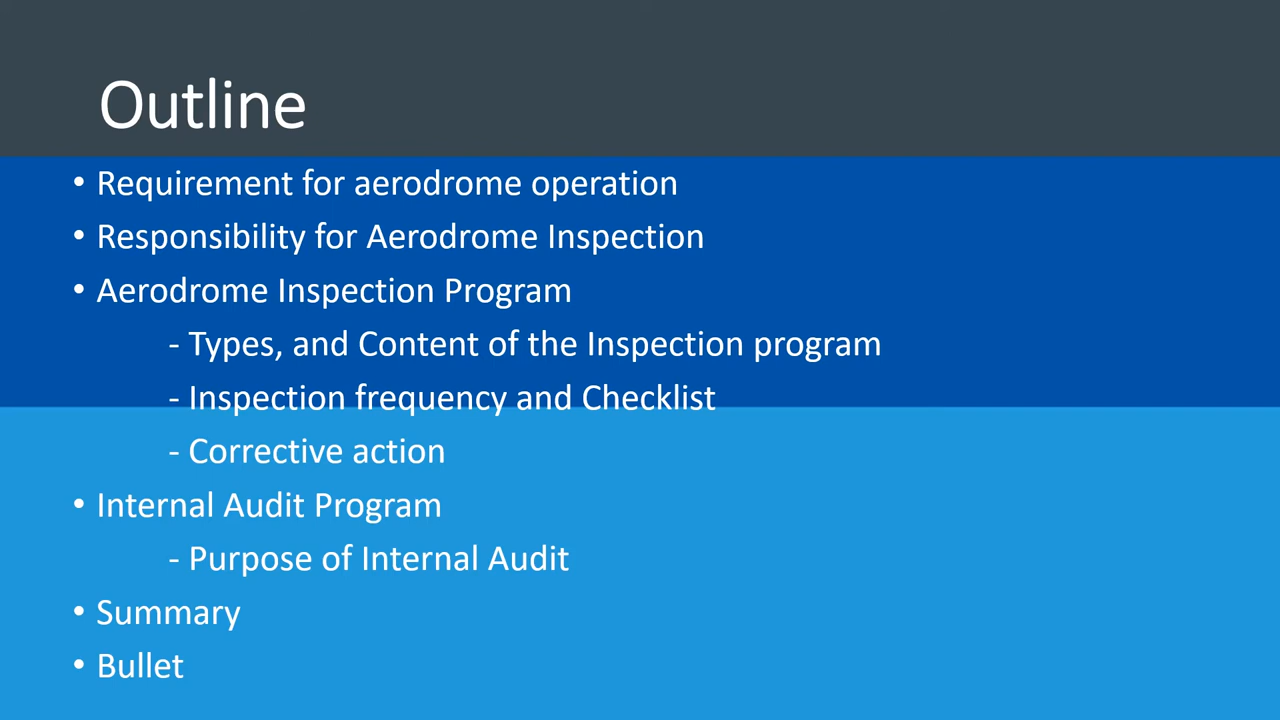 Outline
• Requirement for aerodrome operation
• Responsibility for Aerodrome Inspection
• Aerodrome Inspection Program
- Types, and Content of the Inspection program
- Inspection frequency and Checklist
- Corrective action
• Internal Audit Program
- Purpose of Internal Audit
• Summary
• Bullet